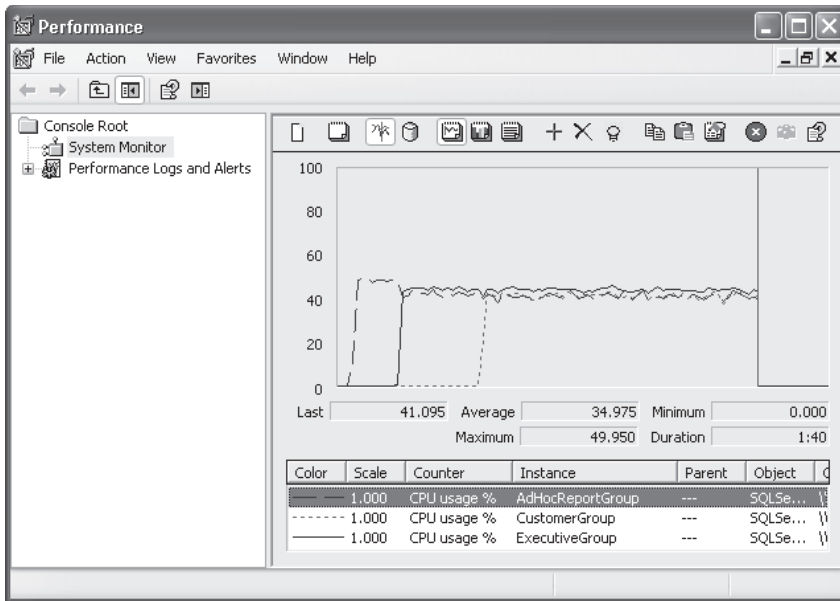 Performance
File Action View Favorites Window Help
Console Root
System Monitor
Performance Logs and Alerts
100
80
60
40
20
0
Last 41.095 Average 34.975 Minimum 0.000
Maximum 49.950 Duration 1:40
Color Scale Counter Instance Parent Object
1.000 CPU usage % AdHocReportGroup --- SQLSe... \\
1.000 CPU usage % CustomerGroup --- SQLSe... \\
1.000 CPU usage % ExecutiveGroup --- SQLSe... \\